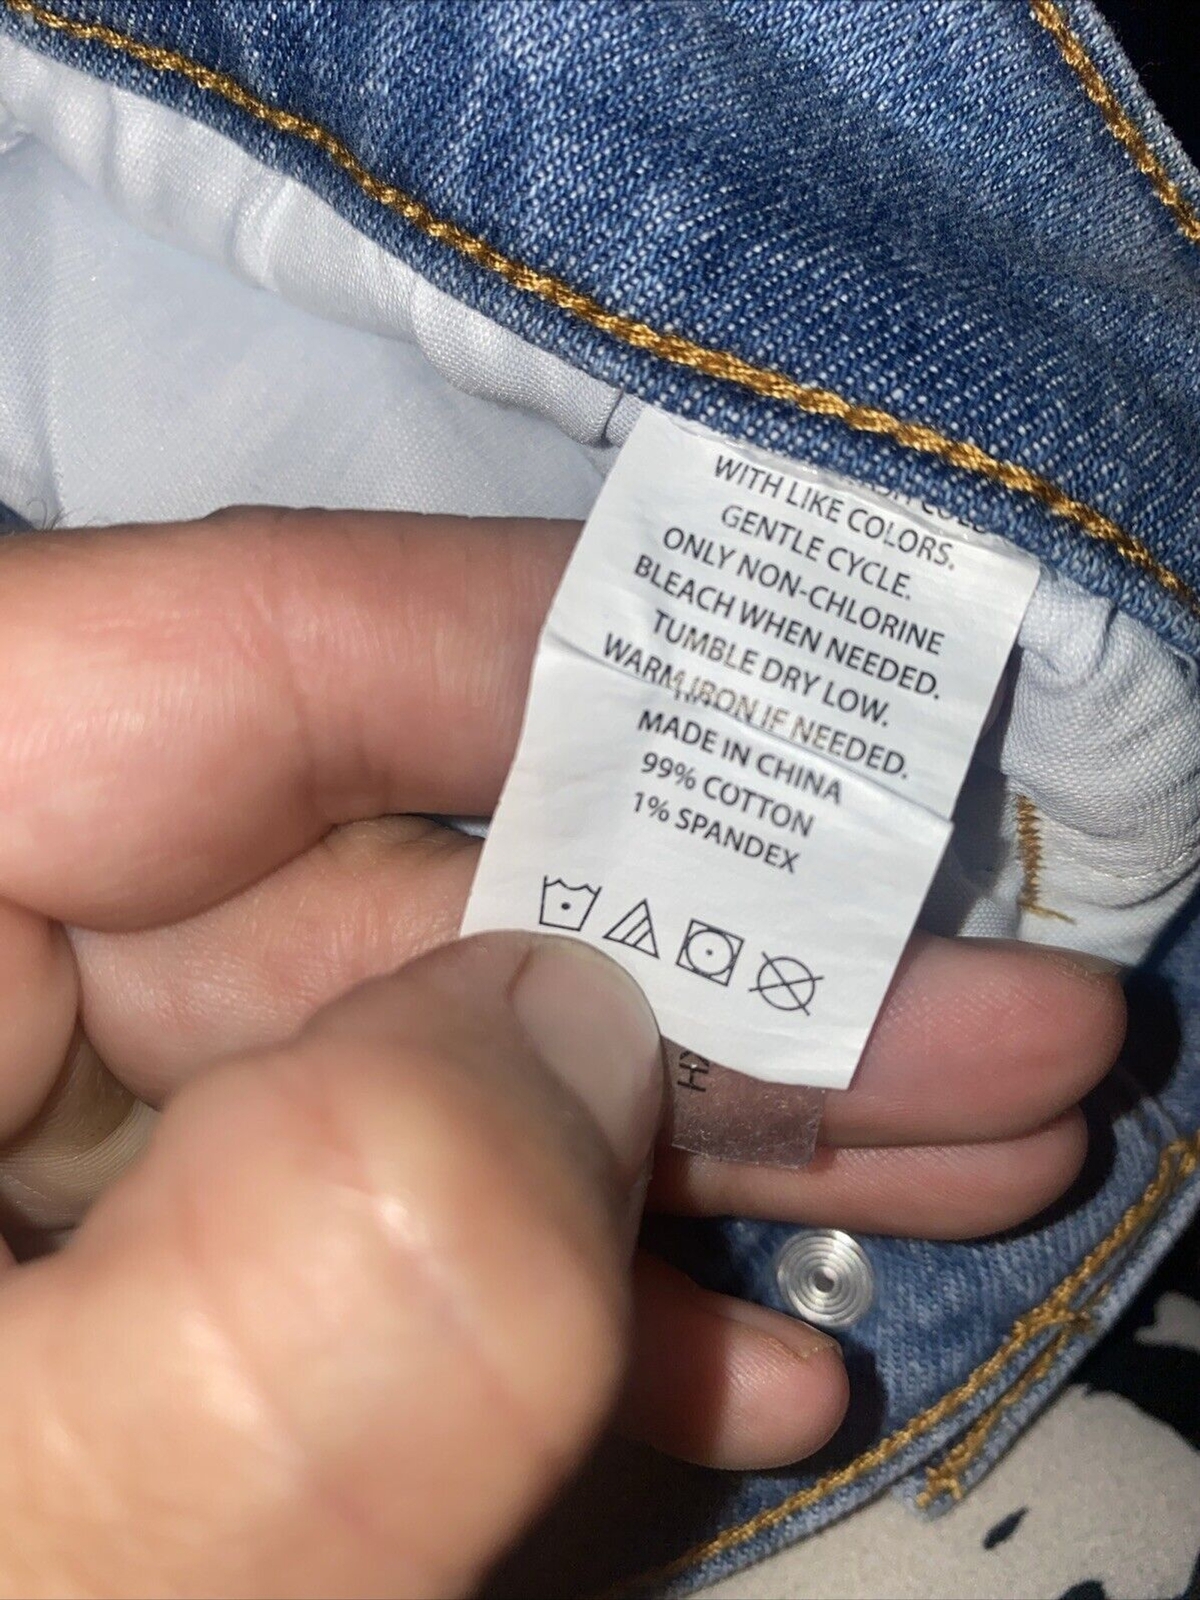 WITH LIKE COLORS.
GENTLE CYCLE.
ONLY NON-CHLORINE
BLEACH WHEN NEEDED.
TUMBLE DRY LOW.
WARM IRON IF NEEDED.
MADE IN CHINA
99% COTTON
1% SPANDEX